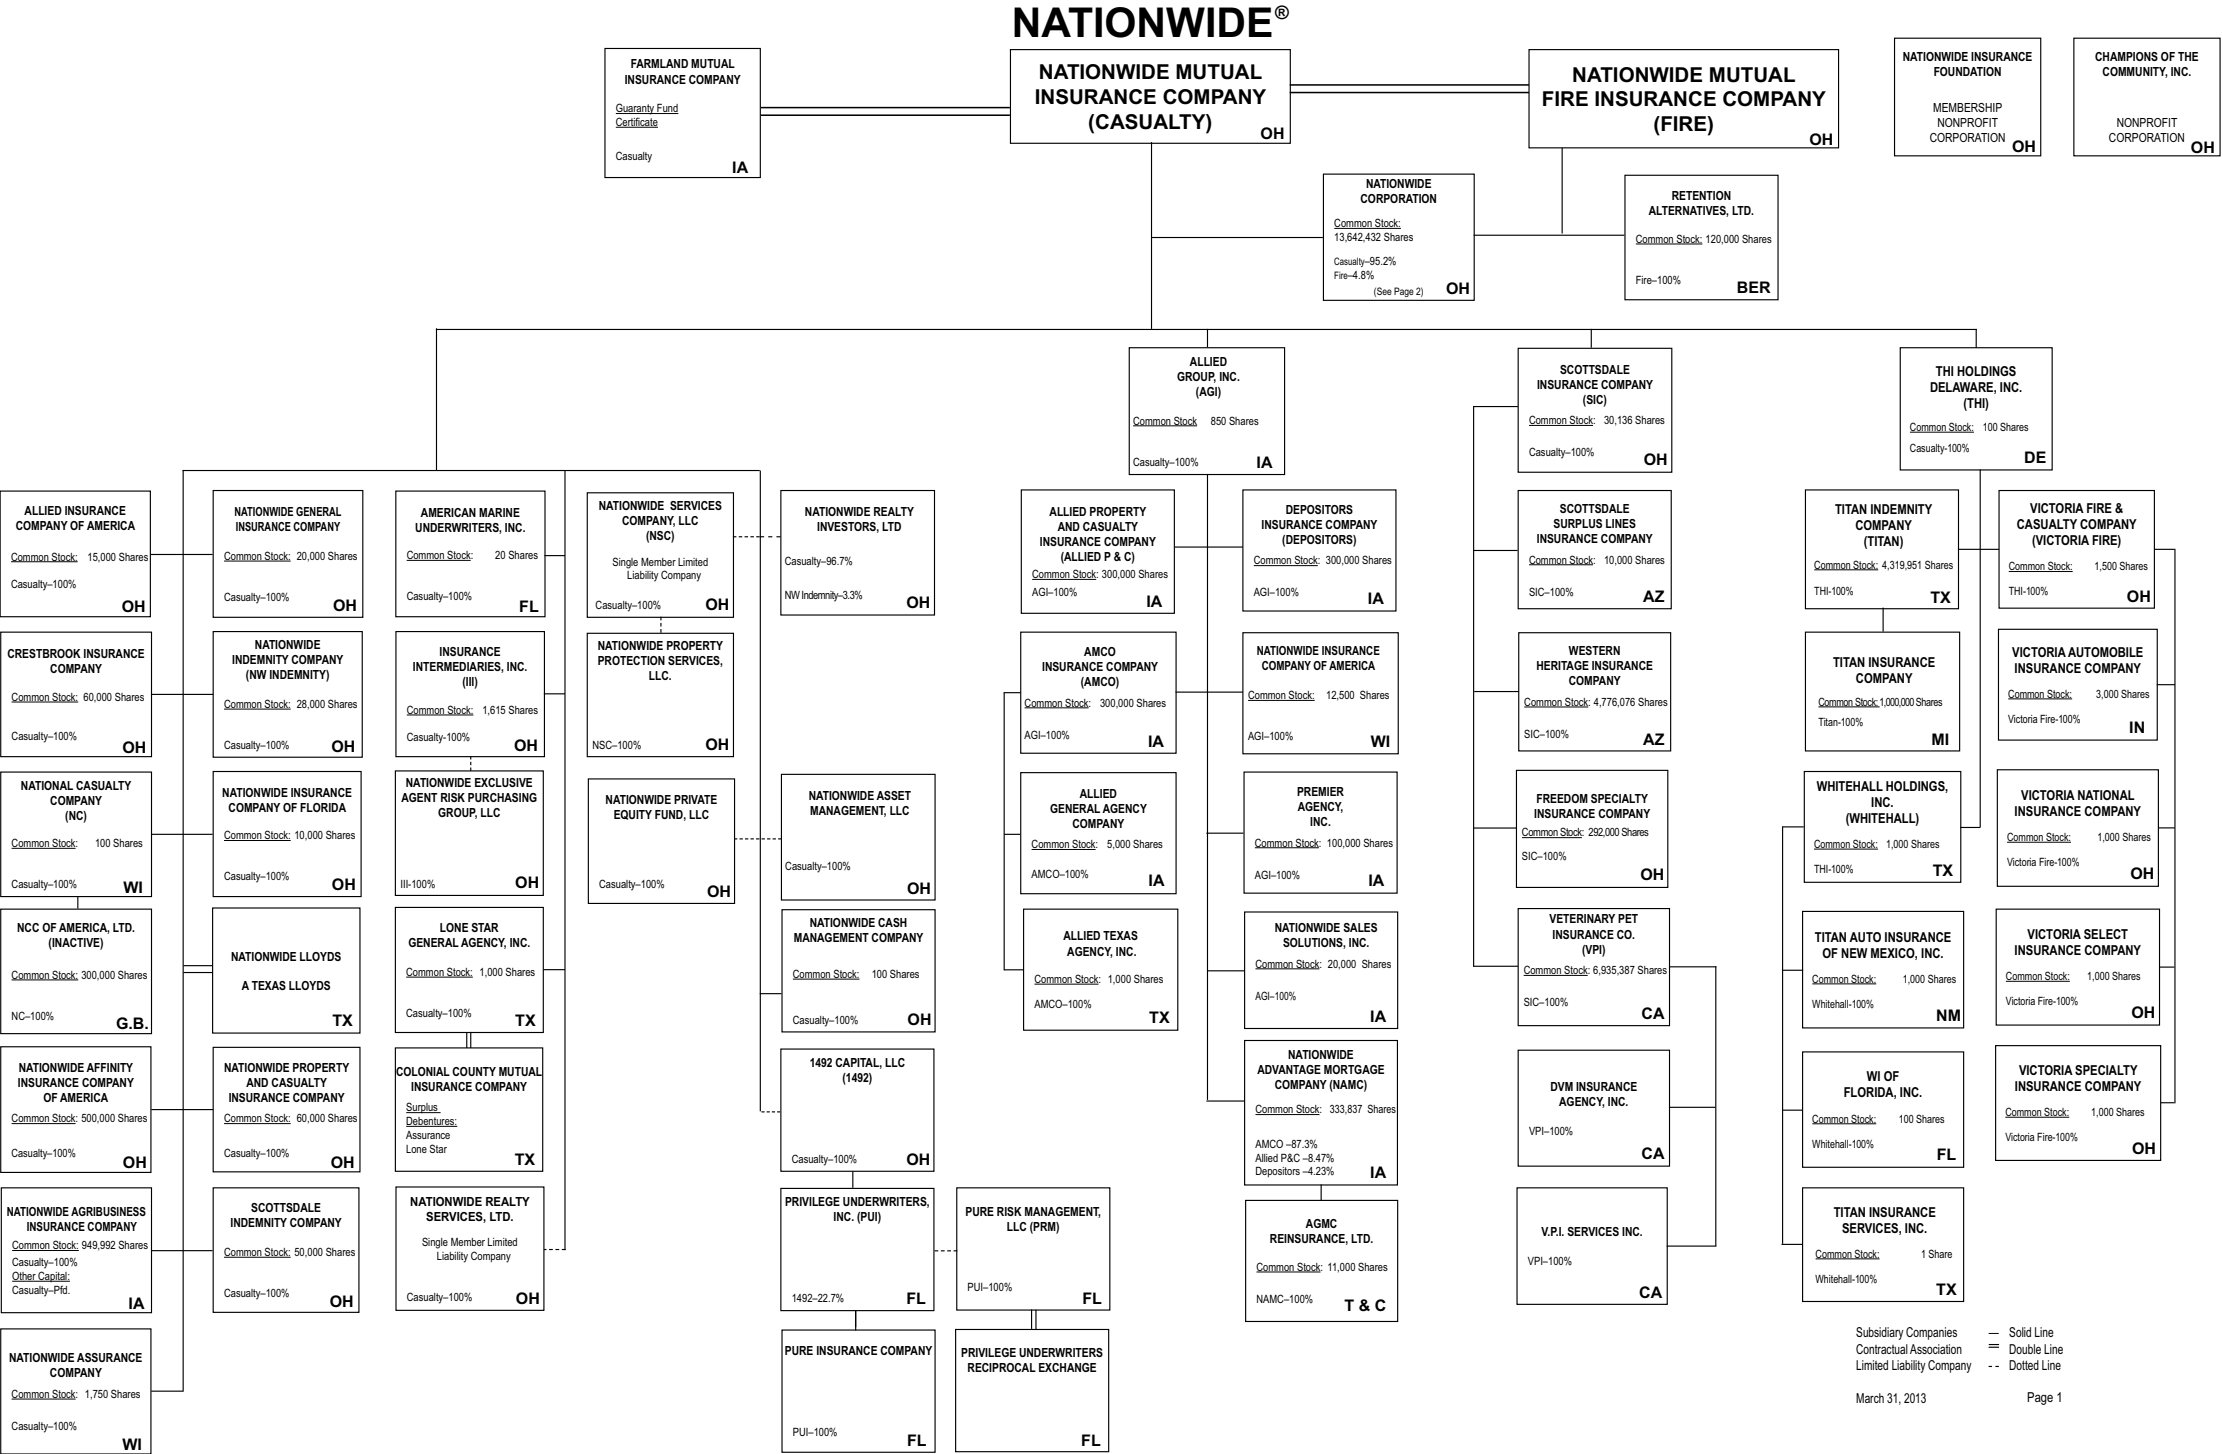 NATIONWIDE®
FARMLAND MUTUAL
INSURANCE COMPANY
Guaranty Fund
Certificate
Casualty
IA
NATIONWIDE MUTUAL
INSURANCE COMPANY
(CASUALTY)
OH
NATIONWIDE MUTUAL
FIRE INSURANCE COMPANY
(FIRE)
OH
NATIONWIDE INSURANCE
FOUNDATION
MEMBERSHIP
NONPROFIT
CORPORATION
OH
CHAMPIONS OF THE
COMMUNITY, INC.
NONPROFIT
CORPORATION
OH
NATIONWIDE
CORPORATION
Common Stock:
13,642,432 Shares
Casualty–95.2%
Fire–4.8%
(See Page 2)
OH
RETENTION
ALTERNATIVES, LTD.
Common Stock: 120,000 Shares
Fire–100%
BER
ALLIED
GROUP, INC.
(AGI)
Common Stock 850 Shares
Casualty–100%
IA
SCOTTSDALE
INSURANCE COMPANY
(SIC)
Common Stock: 30,136 Shares
Casualty–100%
OH
THI HOLDINGS
DELAWARE, INC.
(THI)
Common Stock: 100 Shares
Casualty-100%
DE
ALLIED INSURANCE
COMPANY OF AMERICA
Common Stock: 15,000 Shares
Casualty–100%
OH
NATIONWIDE GENERAL
INSURANCE COMPANY
Common Stock: 20,000 Shares
Casualty–100%
OH
AMERICAN MARINE
UNDERWRITERS, INC.
Common Stock: 20 Shares
Casualty–100%
FL
NATIONWIDE SERVICES
COMPANY, LLC
(NSC)
Single Member Limited
Liability Company
Casualty–100%
OH
NATIONWIDE REALTY
INVESTORS, LTD
Casualty–96.7%
NW Indemnity–3.3%
OH
ALLIED PROPERTY
AND CASUALTY
INSURANCE COMPANY
(ALLIED P & C)
Common Stock: 300,000 Shares
AGI–100%
IA
DEPOSITORS
INSURANCE COMPANY
(DEPOSITORS)
Common Stock: 300,000 Shares
AGI–100%
IA
SCOTTSDALE
SURPLUS LINES
INSURANCE COMPANY
Common Stock: 10,000 Shares
SIC–100%
AZ
TITAN INDEMNITY
COMPANY
(TITAN)
Common Stock: 4,319,951 Shares
THI-100%
TX
VICTORIA FIRE &
CASUALTY COMPANY
(VICTORIA FIRE)
Common Stock: 1,500 Shares
THI-100%
OH
CRESTBROOK INSURANCE
COMPANY
Common Stock: 60,000 Shares
Casualty–100%
OH
NATIONWIDE
INDEMNITY COMPANY
(NW INDEMNITY)
Common Stock: 28,000 Shares
Casualty–100%
OH
INSURANCE
INTERMEDIARIES, INC.
(III)
Common Stock: 1,615 Shares
Casualty-100%
OH
NATIONWIDE PROPERTY
PROTECTION SERVICES,
LLC.
NSC–100%
OH
AMCO
INSURANCE COMPANY
(AMCO)
Common Stock: 300,000 Shares
AGI–100%
IA
NATIONWIDE INSURANCE
COMPANY OF AMERICA
Common Stock: 12,500 Shares
AGI–100%
WI
WESTERN
HERITAGE INSURANCE
COMPANY
Common Stock: 4,776,076 Shares
SIC–100%
AZ
TITAN INSURANCE
COMPANY
Common Stock: 1,000,000 Shares
Titan-100%
MI
VICTORIA AUTOMOBILE
INSURANCE COMPANY
Common Stock: 3,000 Shares
Victoria Fire-100%
IN
NATIONAL CASUALTY
COMPANY
(NC)
Common Stock: 100 Shares
Casualty–100%
WI
NATIONWIDE INSURANCE
COMPANY OF FLORIDA
Common Stock: 10,000 Shares
Casualty–100%
OH
NATIONWIDE EXCLUSIVE
AGENT RISK PURCHASING
GROUP, LLC
III-100%
OH
NATIONWIDE PRIVATE
EQUITY FUND, LLC
Casualty–100%
OH
NATIONWIDE ASSET
MANAGEMENT, LLC
Casualty–100%
OH
ALLIED
GENERAL AGENCY
COMPANY
Common Stock: 5,000 Shares
AMCO–100%
IA
PREMIER
AGENCY,
INC.
Common Stock: 100,000 Shares
AGI–100%
IA
FREEDOM SPECIALTY
INSURANCE COMPANY
Common Stock: 292,000 Shares
SIC–100%
OH
WHITEHALL HOLDINGS,
INC.
(WHITEHALL)
Common Stock: 1,000 Shares
THI-100%
TX
VICTORIA NATIONAL
INSURANCE COMPANY
Common Stock: 1,000 Shares
Victoria Fire-100%
OH
NCC OF AMERICA, LTD.
(INACTIVE)
Common Stock: 300,000 Shares
NC–100%
G.B.
NATIONWIDE LLOYDS
A TEXAS LLOYDS
TX
LONE STAR
GENERAL AGENCY, INC.
Common Stock: 1,000 Shares
Casualty–100%
TX
NATIONWIDE CASH
MANAGEMENT COMPANY
Common Stock: 100 Shares
Casualty–100%
OH
ALLIED TEXAS
AGENCY, INC.
Common Stock: 1,000 Shares
AMCO–100%
TX
NATIONWIDE SALES
SOLUTIONS, INC.
Common Stock: 20,000 Shares
AGI–100%
IA
VETERINARY PET
INSURANCE CO.
(VPI)
Common Stock: 6,935,387 Shares
SIC–100%
CA
TITAN AUTO INSURANCE
OF NEW MEXICO, INC.
Common Stock: 1,000 Shares
Whitehall-100%
NM
VICTORIA SELECT
INSURANCE COMPANY
Common Stock: 1,000 Shares
Victoria Fire-100%
OH
NATIONWIDE AFFINITY
INSURANCE COMPANY
OF AMERICA
Common Stock: 500,000 Shares
Casualty–100%
OH
NATIONWIDE PROPERTY
AND CASUALTY
INSURANCE COMPANY
Common Stock: 60,000 Shares
Casualty–100%
OH
COLONIAL COUNTY MUTUAL
INSURANCE COMPANY
Surplus
Debentures:
Assurance
Lone Star
TX
1492 CAPITAL, LLC
(1492)
Casualty–100%
OH
NATIONWIDE
ADVANTAGE MORTGAGE
COMPANY (NAMC)
Common Stock: 333,837 Shares
AMCO –87.3%
Allied P&C –8.47%
Depositors –4.23%
IA
DVM INSURANCE
AGENCY, INC.
VPI–100%
CA
WI OF
FLORIDA, INC.
Common Stock: 100 Shares
Whitehall-100%
FL
VICTORIA SPECIALTY
INSURANCE COMPANY
Common Stock: 1,000 Shares
Victoria Fire-100%
OH
NATIONWIDE AGRIBUSINESS
INSURANCE COMPANY
Common Stock: 949,992 Shares
Casualty–100%
Other Capital:
Casualty–Pfd.
IA
SCOTTSDALE
INDEMNITY COMPANY
Common Stock: 50,000 Shares
Casualty–100%
OH
NATIONWIDE REALTY
SERVICES, LTD.
Single Member Limited
Liability Company
Casualty–100%
OH
PRIVILEGE UNDERWRITERS,
INC. (PUI)
1492–22.7%
FL
PURE RISK MANAGEMENT,
LLC (PRM)
PUI–100%
FL
AGMC
REINSURANCE, LTD.
Common Stock: 11,000 Shares
NAMC–100%
T & C
V.P.I. SERVICES INC.
VPI–100%
CA
TITAN INSURANCE
SERVICES, INC.
Common Stock: 1 Share
Whitehall-100%
TX
NATIONWIDE ASSURANCE
COMPANY
Common Stock: 1,750 Shares
Casualty–100%
WI
PURE INSURANCE COMPANY
PUI–100%
FL
PRIVILEGE UNDERWRITERS
RECIPROCAL EXCHANGE
FL
Subsidiary Companies — Solid Line
Contractual Association = Double Line
Limited Liability Company - - Dotted Line
March 31, 2013 Page 1